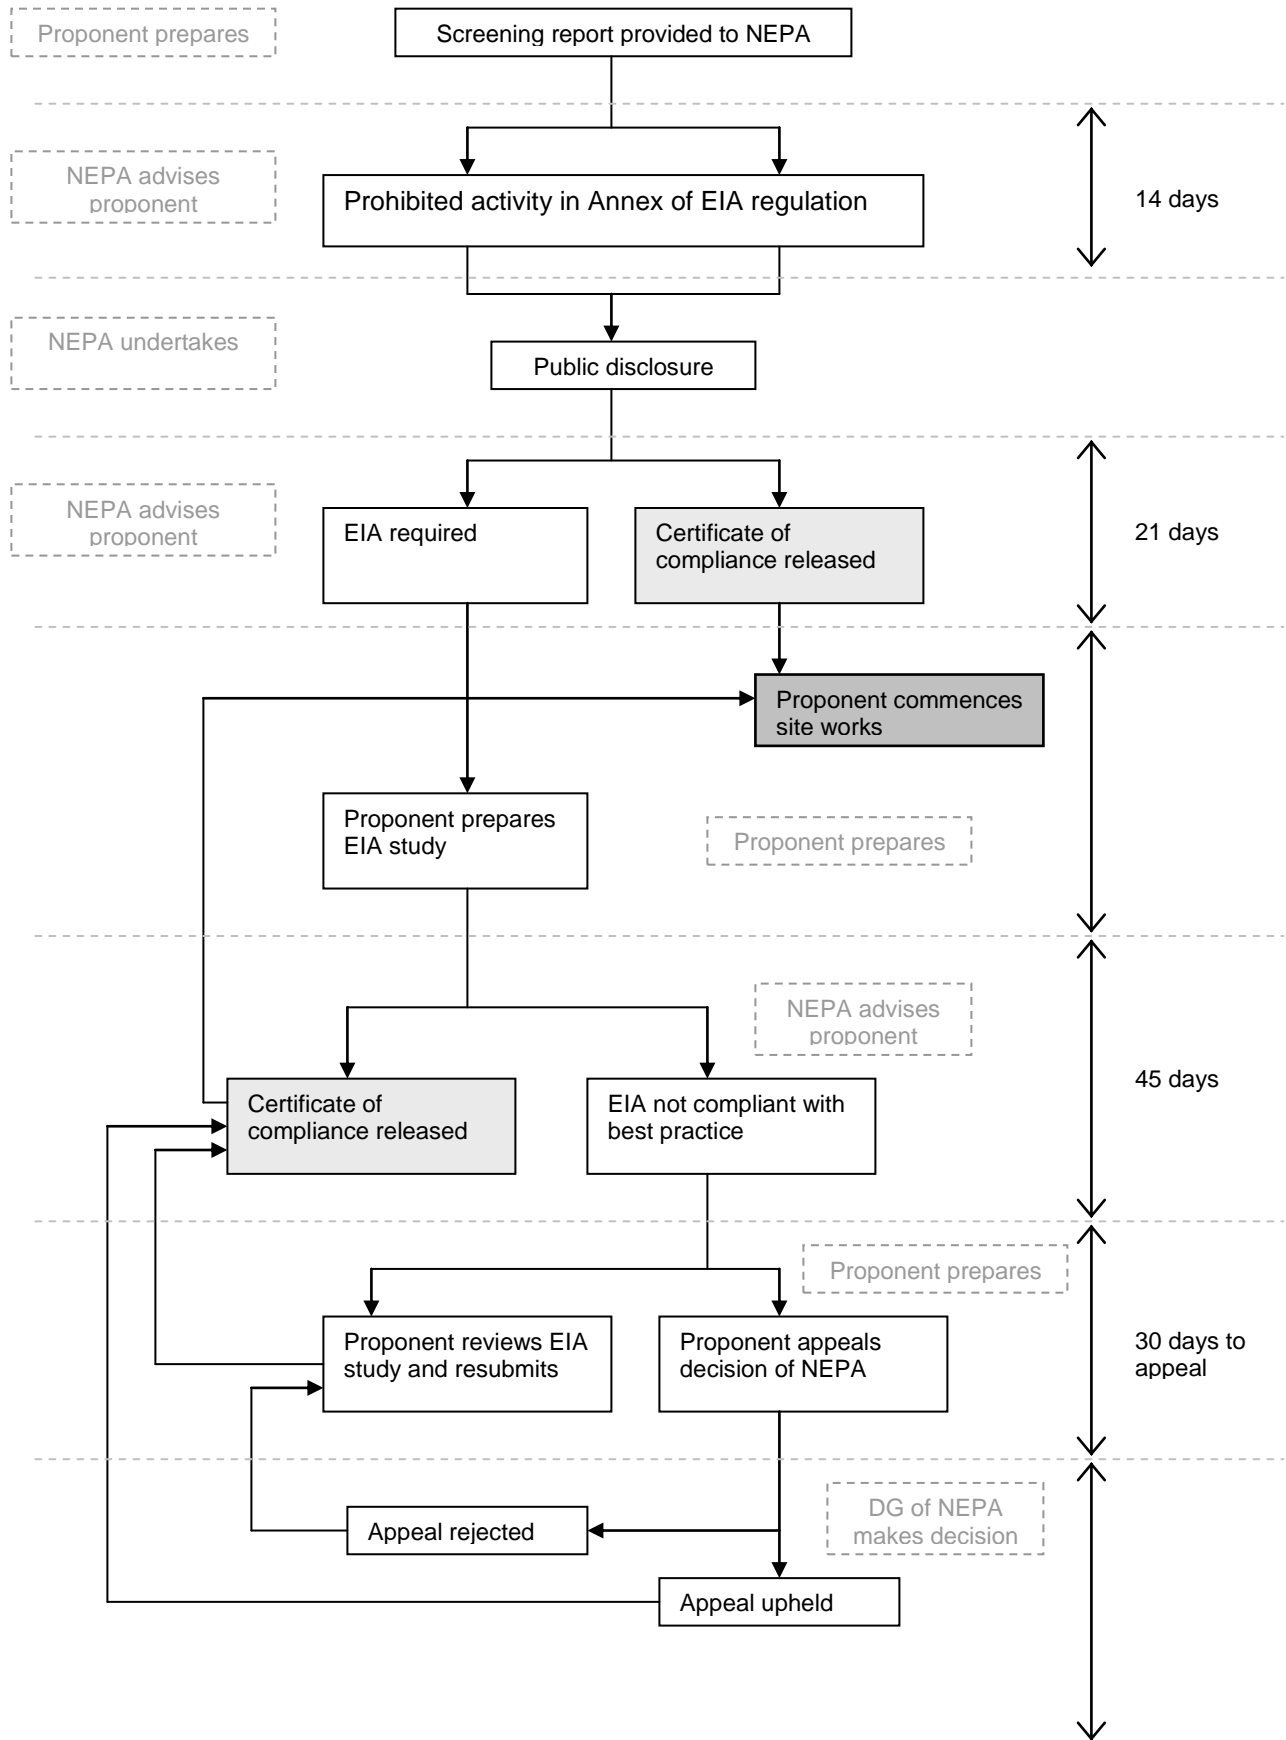 Proponent prepares
Screening report provided to NEPA
NEPA advises
proponent
Prohibited activity in Annex of EIA regulation
14 days
NEPA undertakes
Public disclosure
NEPA advises
proponent
EIA required
Certificate of
compliance released
21 days
Proponent commences
site works
Proponent prepares
EIA study
Proponent prepares
NEPA advises
proponent
Certificate of
compliance released
EIA not compliant with
best practice
45 days
Proponent prepares
Proponent reviews EIA
study and resubmits
Proponent appeals
decision of NEPA
30 days to
appeal
DG of NEPA
makes decision
Appeal rejected
Appeal upheld